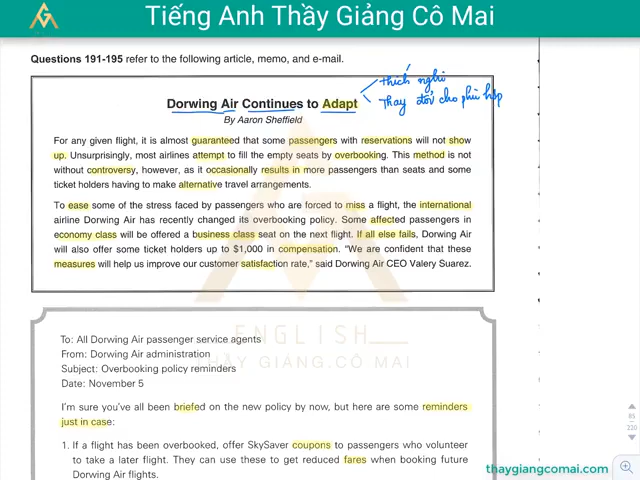 Tiếng Anh Thầy Giảng Cô Mai
Questions 191-195 refer to the following article, memo, and e-mail.
thích nghi
Dorwing Air Continues to Adapt
thay đổi cho phù hợp
By Aaron Sheffield
For any given flight, it is almost guaranteed that some passengers with reservations will not show
up. Unsurprisingly, most airlines attempt to fill the empty seats by overbooking. This method is not
without controversy, however, as it occasionally results in more passengers than seats and some
ticket holders having to make alternative travel arrangements.
To ease some of the stress faced by passengers who are forced to miss a flight, the international
airline Dorwing Air has recently changed its overbooking policy. Some affected passengers in
economy class will be offered a business class seat on the next flight. If all else fails, Dorwing Air
will also offer some ticket holders up to $1,000 in compensation. “We are confident that these
measures will help us improve our customer satisfaction rate,” said Dorwing Air CEO Valery Suarez.
ENGLISH
THẦY GIẢNG.CÔ MAI
To: All Dorwing Air passenger service agents
From: Dorwing Air administration
Subject: Overbooking policy reminders
Date: November 5
I’m sure you’ve all been briefed on the new policy by now, but here are some reminders
just in case:
1. If a flight has been overbooked, offer SkySaver coupons to passengers who volunteer
to take a later flight. They can use these to get reduced fares when booking future
Dorwing Air flights.
85
220
thaygiangcomai.com